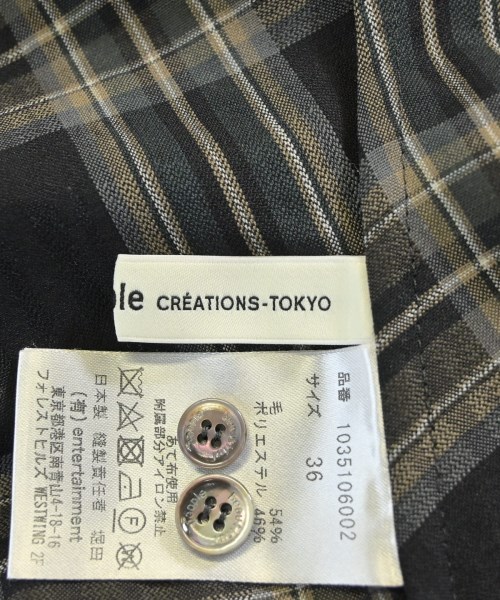 ole CRÉATIONS-TOKYO
品番 1035106002
サイズ 36
毛 54%
ポリエステル 46%
あて布使用
附属部分アイロン禁止
日本製 縫製責任者 堀田
(有) entertainment
東京都港区南青山4-18-16
フォレストヒルズ WESTWING 2F